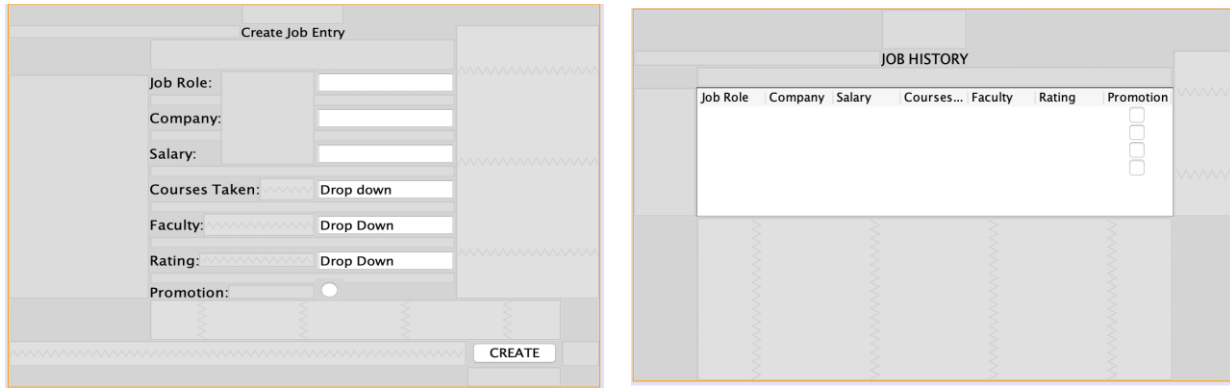 Create Job Entry
Job Role:
Company:
Salary:
Courses Taken: Drop down
Faculty: Drop Down
Rating: Drop Down
Promotion:
CREATE
JOB HISTORY
Job Role Company Salary Courses... Faculty Rating Promotion